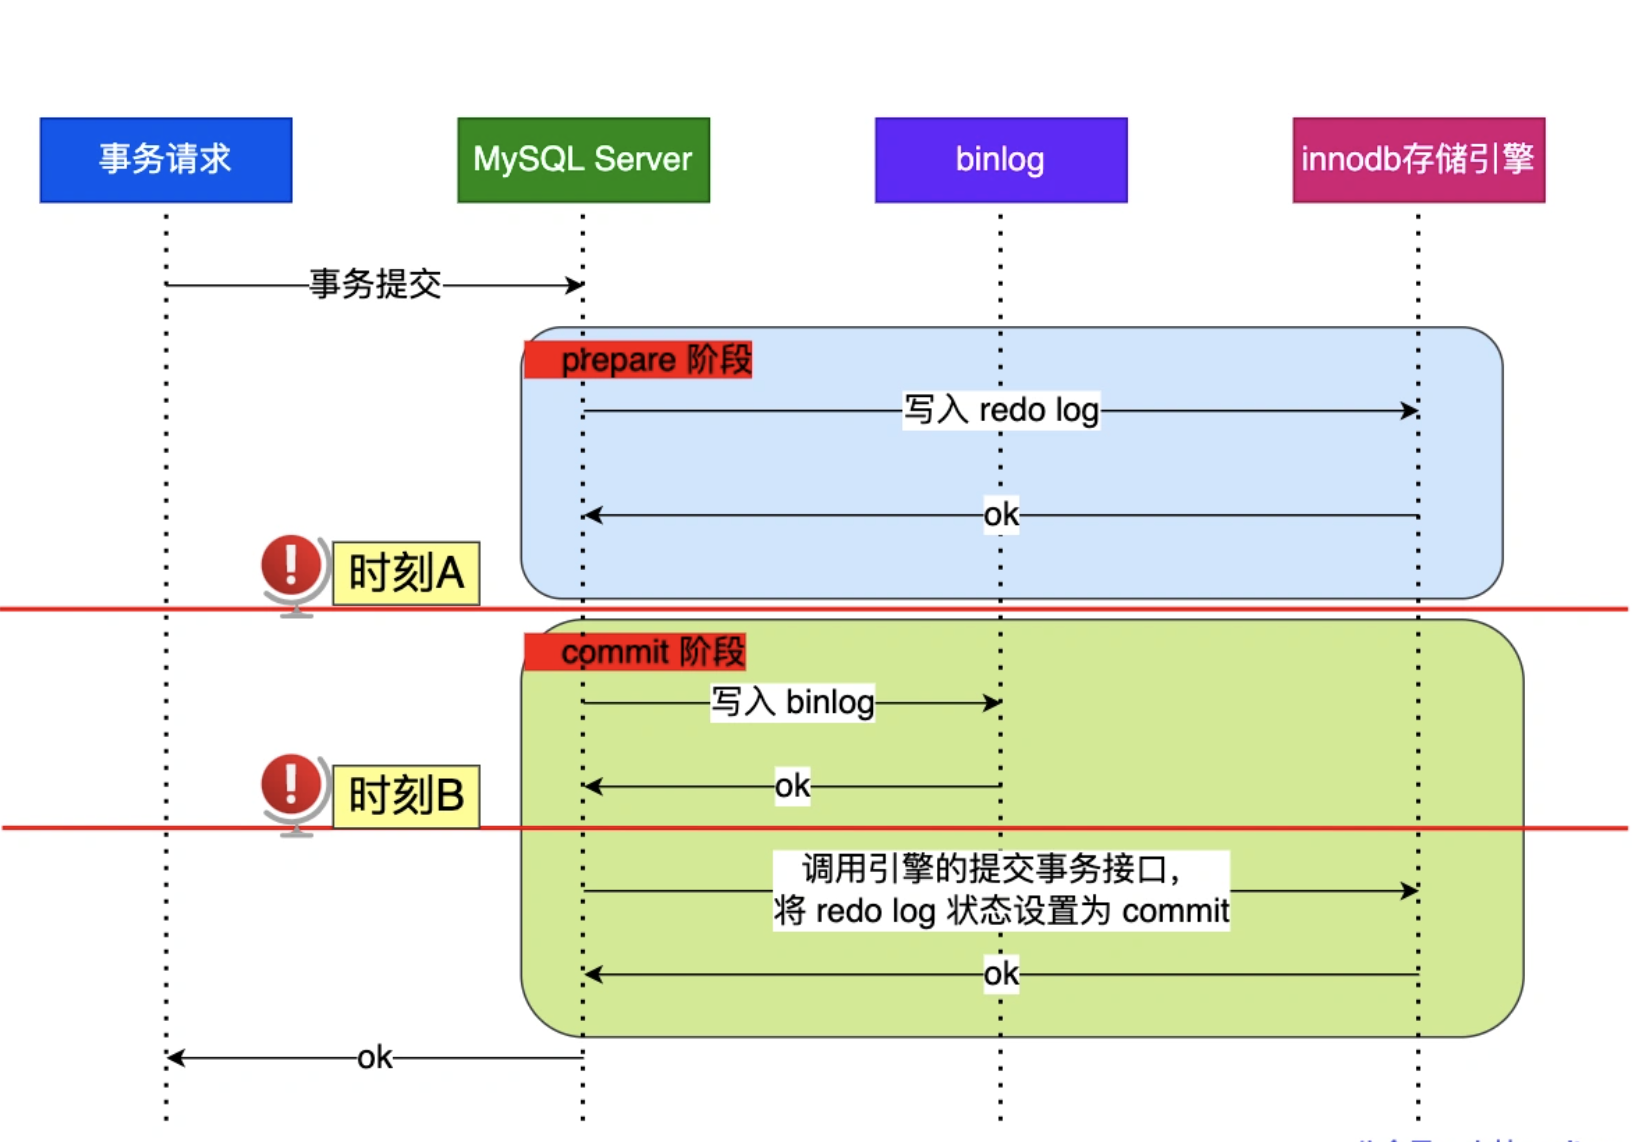 事务请求
MySQL Server
binlog
innodb存储引擎
事务提交
prepare 阶段
写入 redo log
ok
时刻A
commit 阶段
写入 binlog
ok
时刻B
调用引擎的提交事务接口，
将 redo log 状态设置为 commit
ok
ok